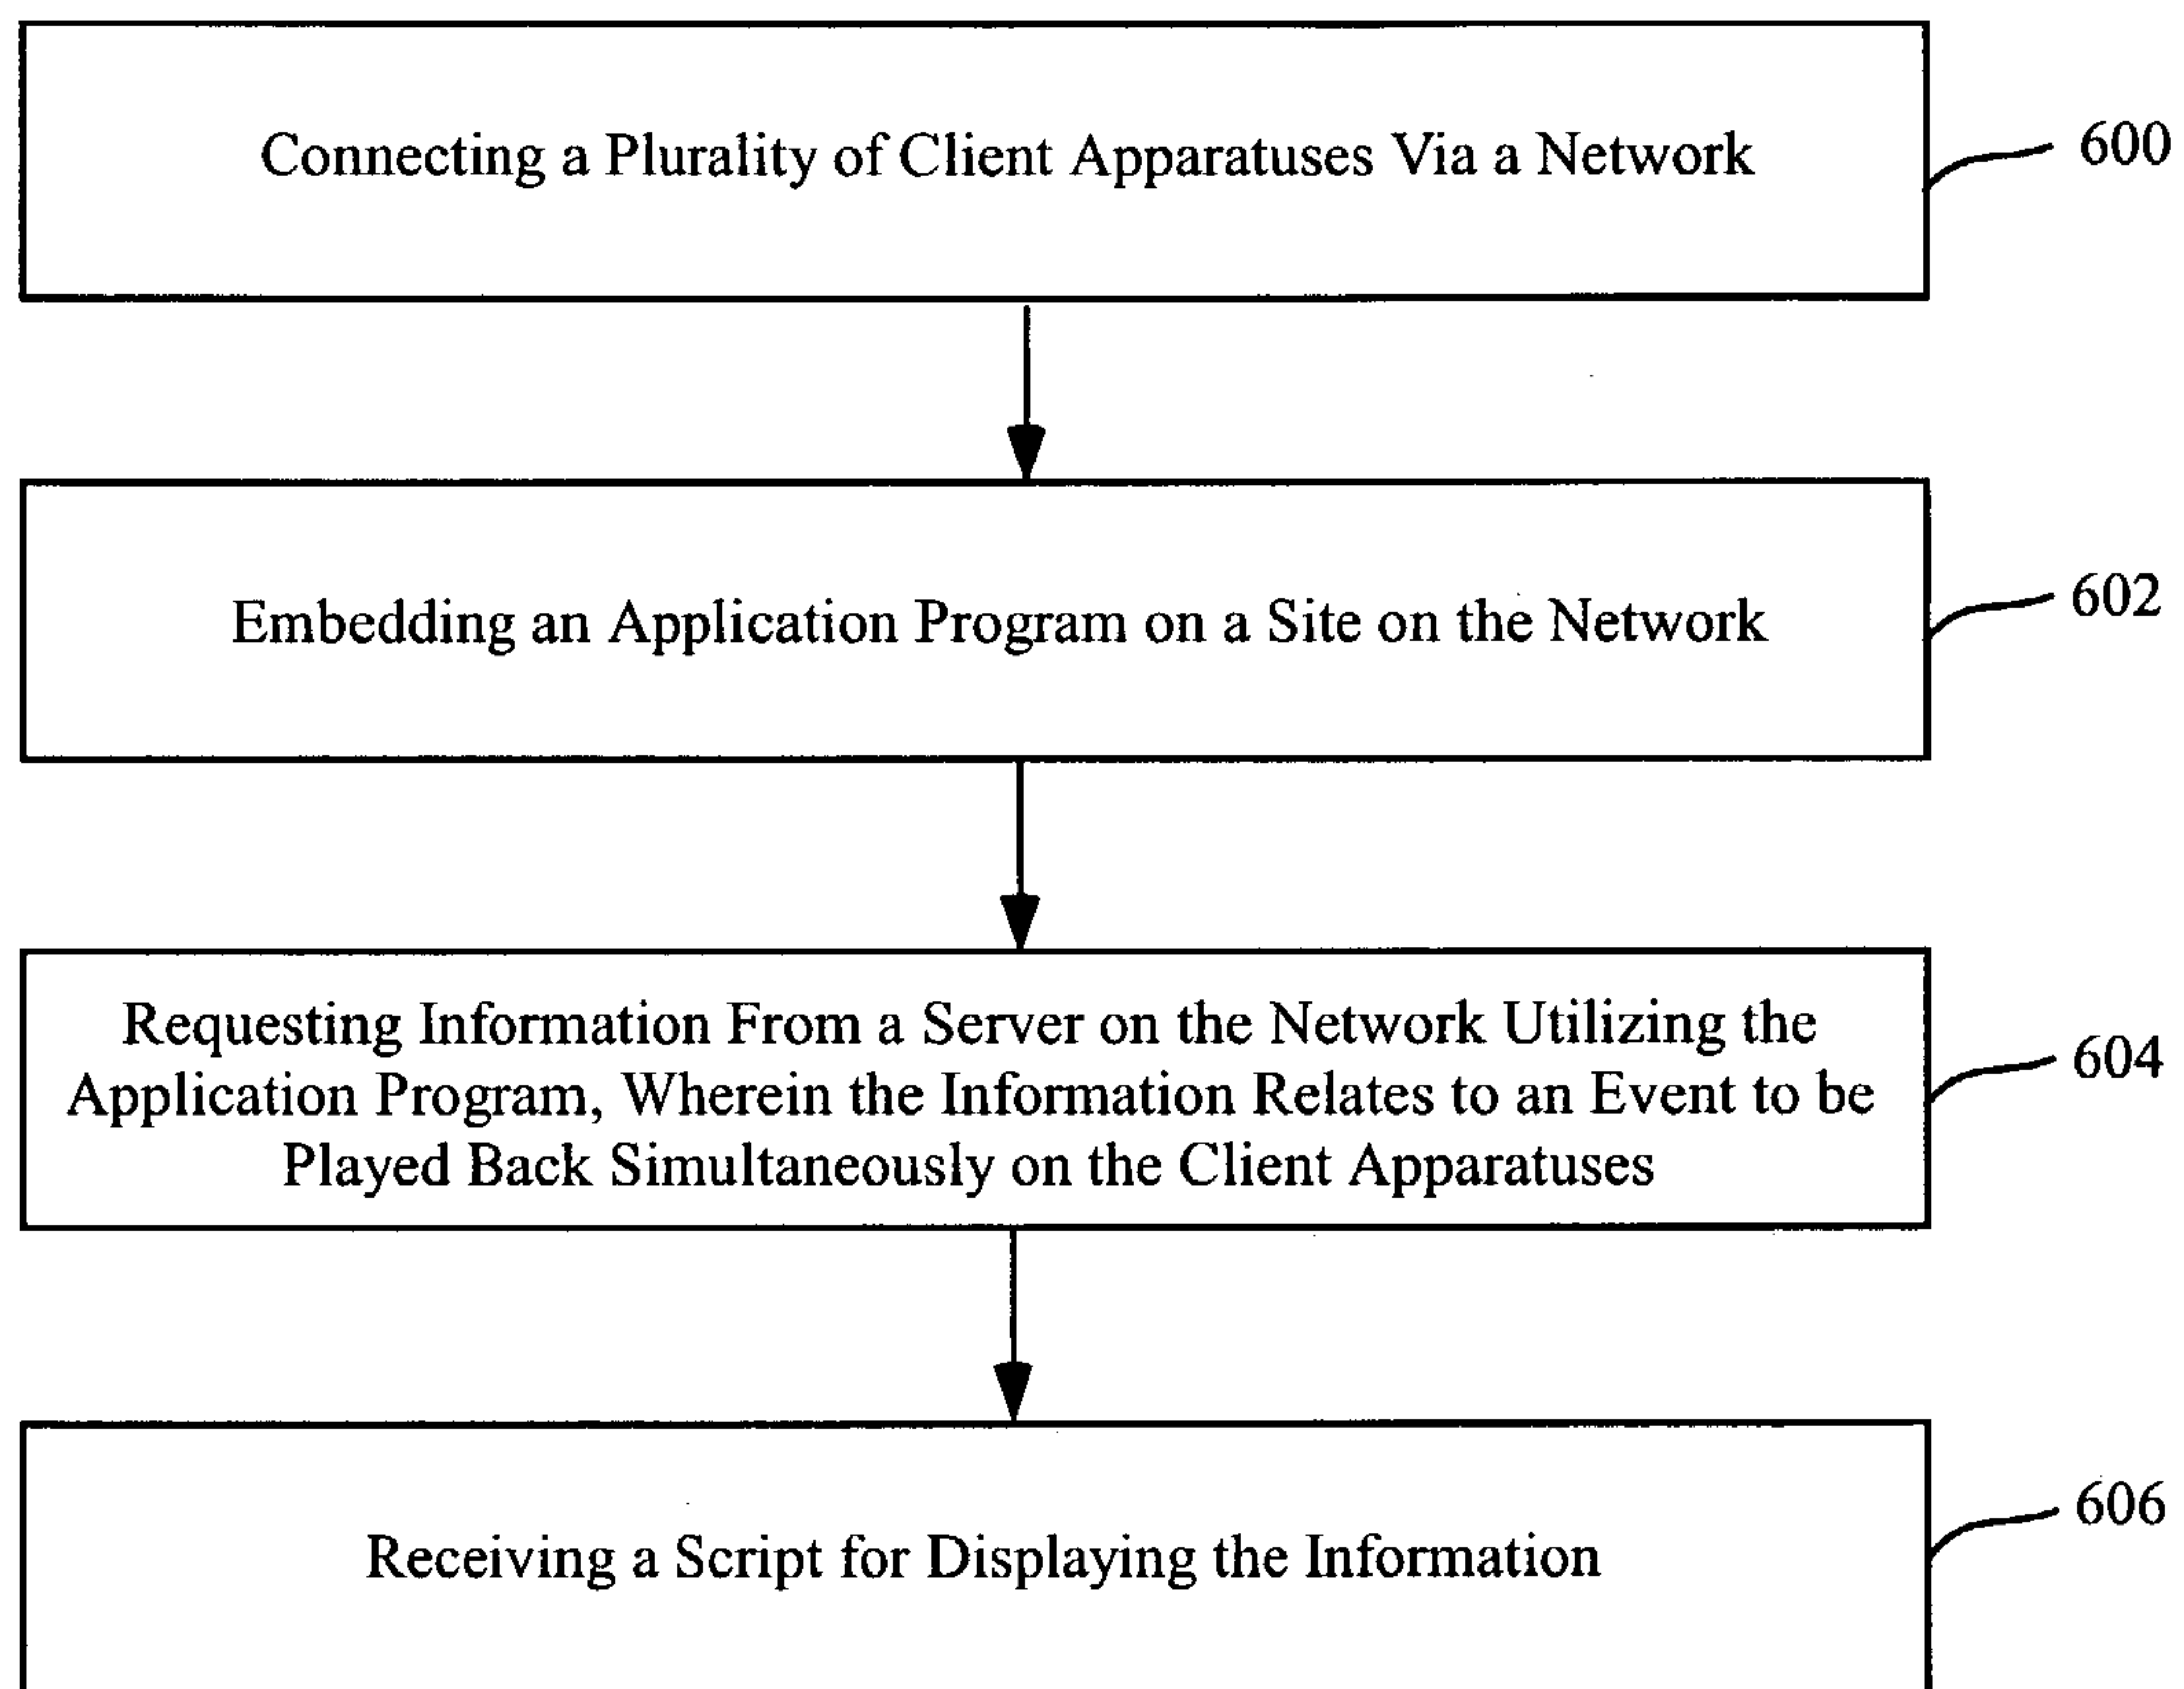 Connecting a Plurality of Client Apparatuses Via a Network
600
Embedding an Application Program on a Site on the Network
602
Requesting Information From a Server on the Network Utilizing the
Application Program, Wherein the Information Relates to an Event to be
Played Back Simultaneously on the Client Apparatuses
604
Receiving a Script for Displaying the Information
606